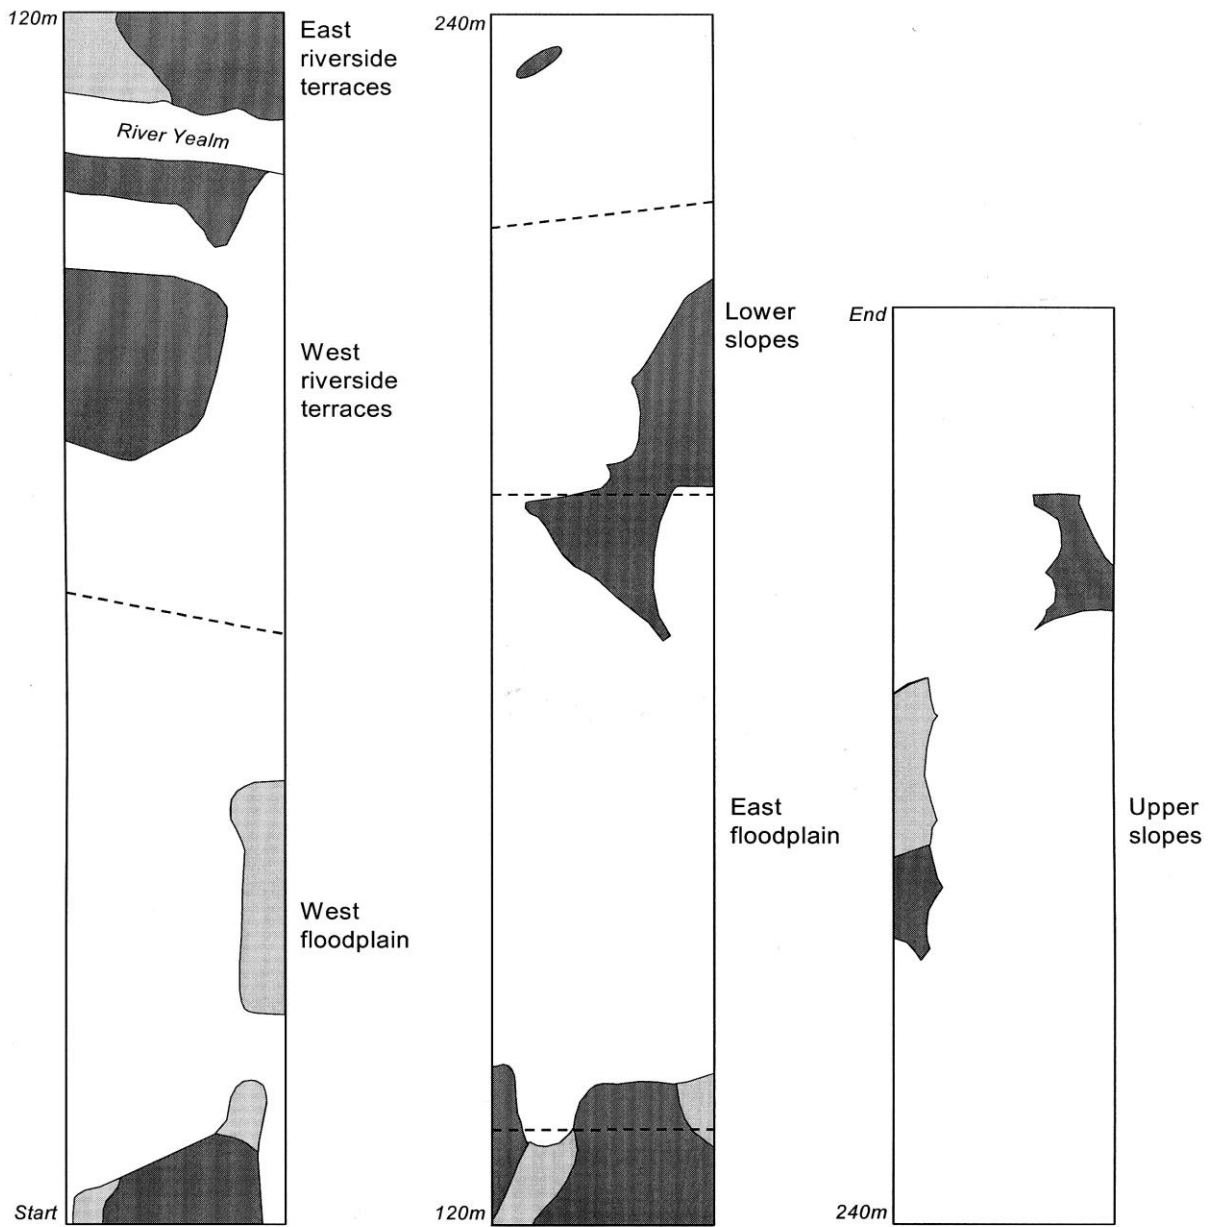 120m
East
riverside
terraces
River Yealm
West
riverside
terraces
West
floodplain
Start
240m
Lower
slopes
East
floodplain
120m
End
Upper
slopes
240m